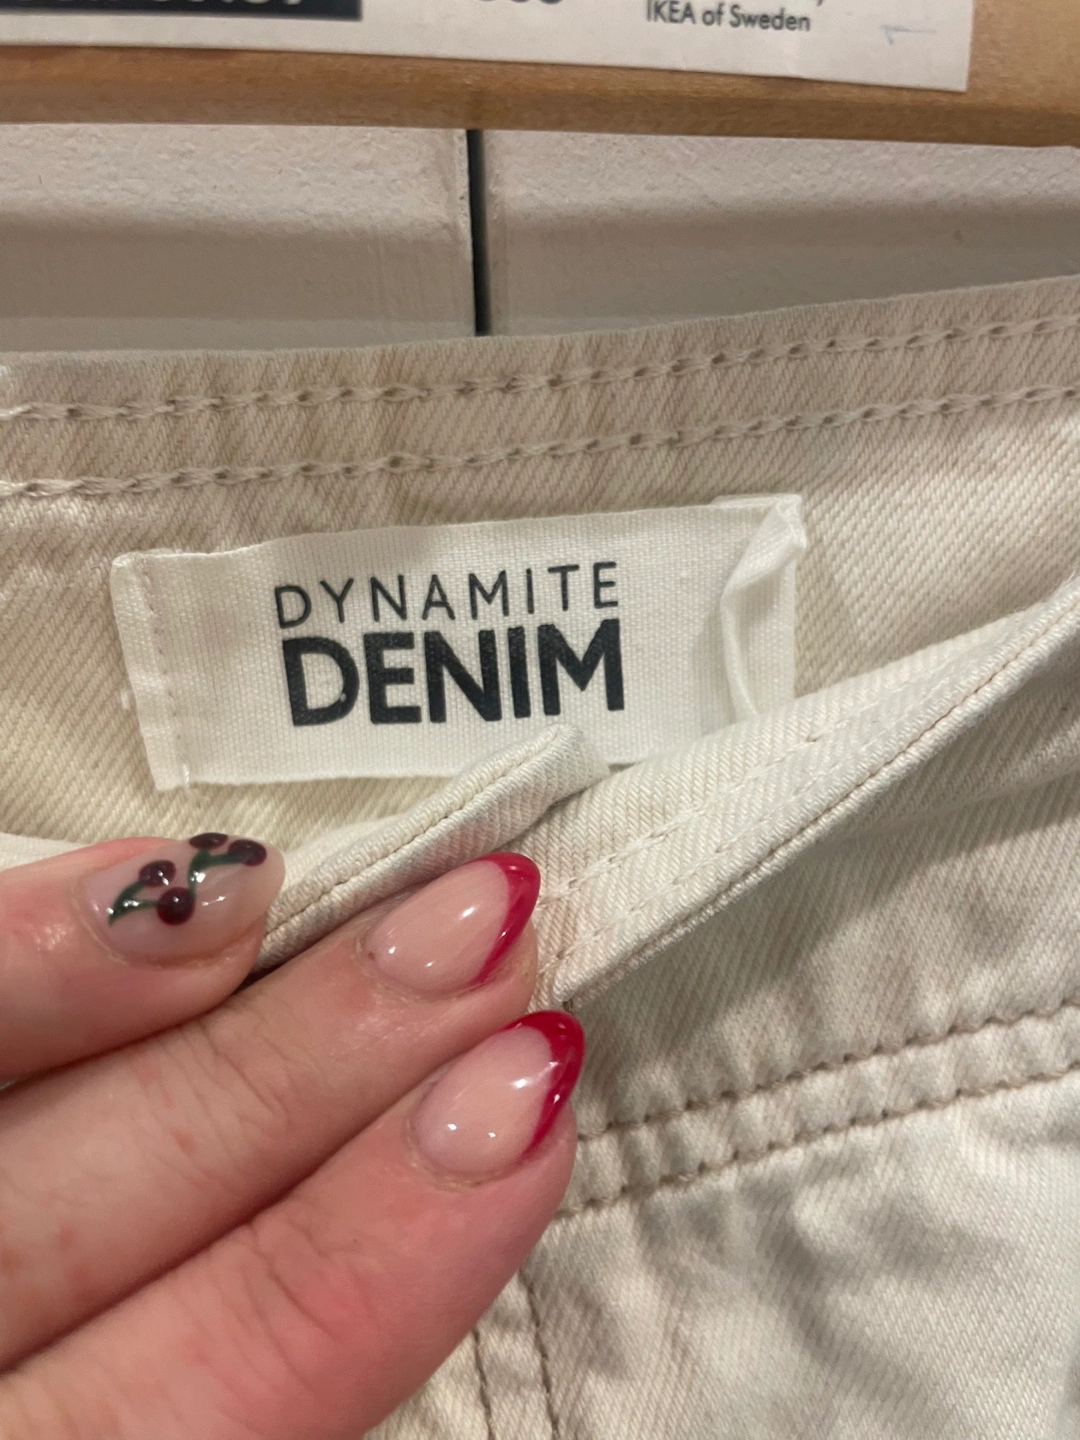 IKEA of Sweden
DYNAMITE
DENIM